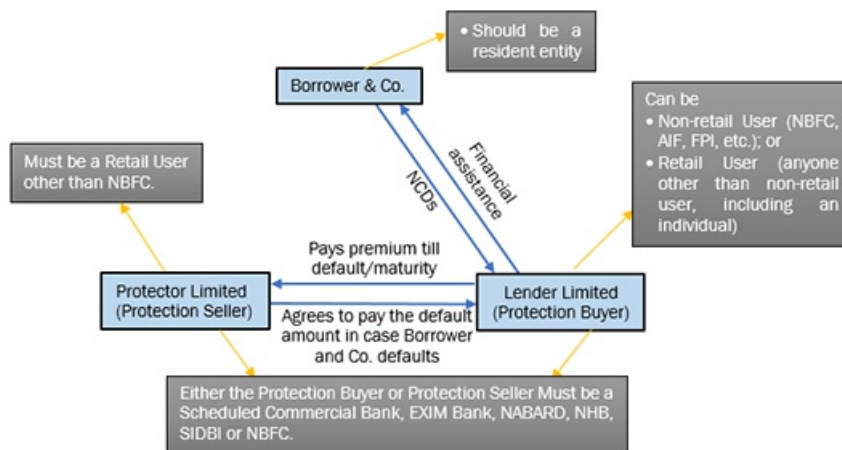 • Should be a
resident entity
Borrower & Co.
Can be
• Non-retail User (NBFC,
AIF, FPI, etc.); or
• Retail User (anyone
other than non-retail
user, including an
individual)
Must be a Retail User
other than NBFC.
Financial
assistance
NCDs
Pays premium till
default/maturity
Protector Limited
(Protection Seller)
Lender Limited
(Protection Buyer)
Agrees to pay the default
amount in case Borrower
and Co. defaults
Either the Protection Buyer or Protection Seller Must be a
Scheduled Commercial Bank, EXIM Bank, NABARD, NHB,
SIDBI or NBFC.